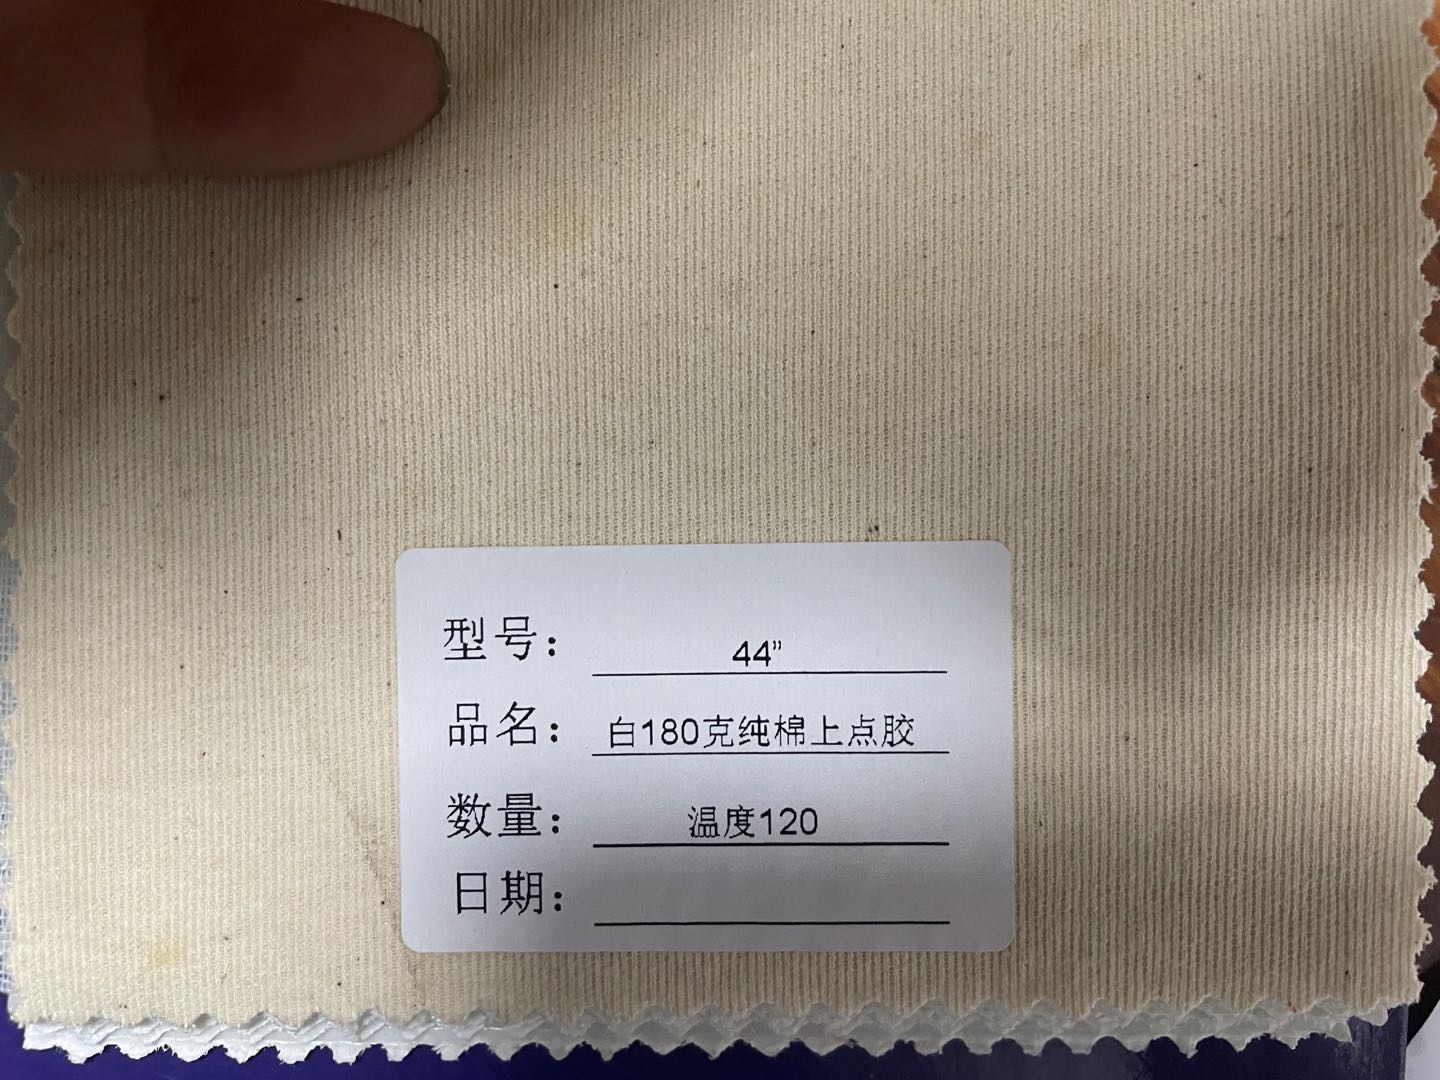 型号： 44”
品名：白180克纯棉上点胶
数量： 温度120
日期：